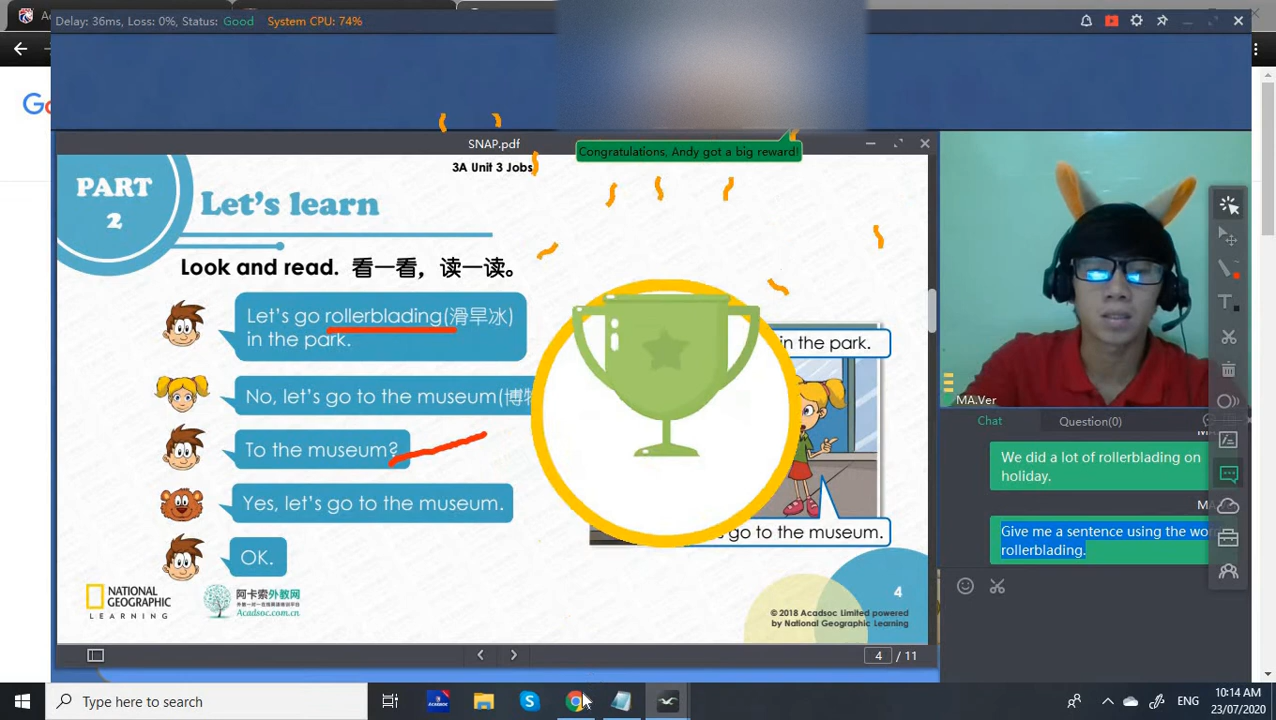 Delay: 36ms, Loss: 0%, Status: Good
System CPU: 74%
SNAP.pdf
Congratulations, Andy got a big reward!
3A Unit 3 Jobs
PART
2
Let's learn
Look and read. 看一看，读一读。
Let's go rollerblading(滑旱冰)
in the park.
No, let's go to the museum(博
To the museum?
Yes, let's go to the museum.
OK.
in the park.
go to the museum.
NATIONAL
GEOGRAPHIC
LEARNING
阿卡索外教网
Acadsoc.com.cn
4
© 2018 Acadsoc Limited powered
by National Geographic Learning
4 / 11
MA.Ver
Chat
Question(0)
We did a lot of rollerblading on
holiday.
Give me a sentence using the wo
rollerblading.
Type here to search
ENG
10:14 AM
23/07/2020